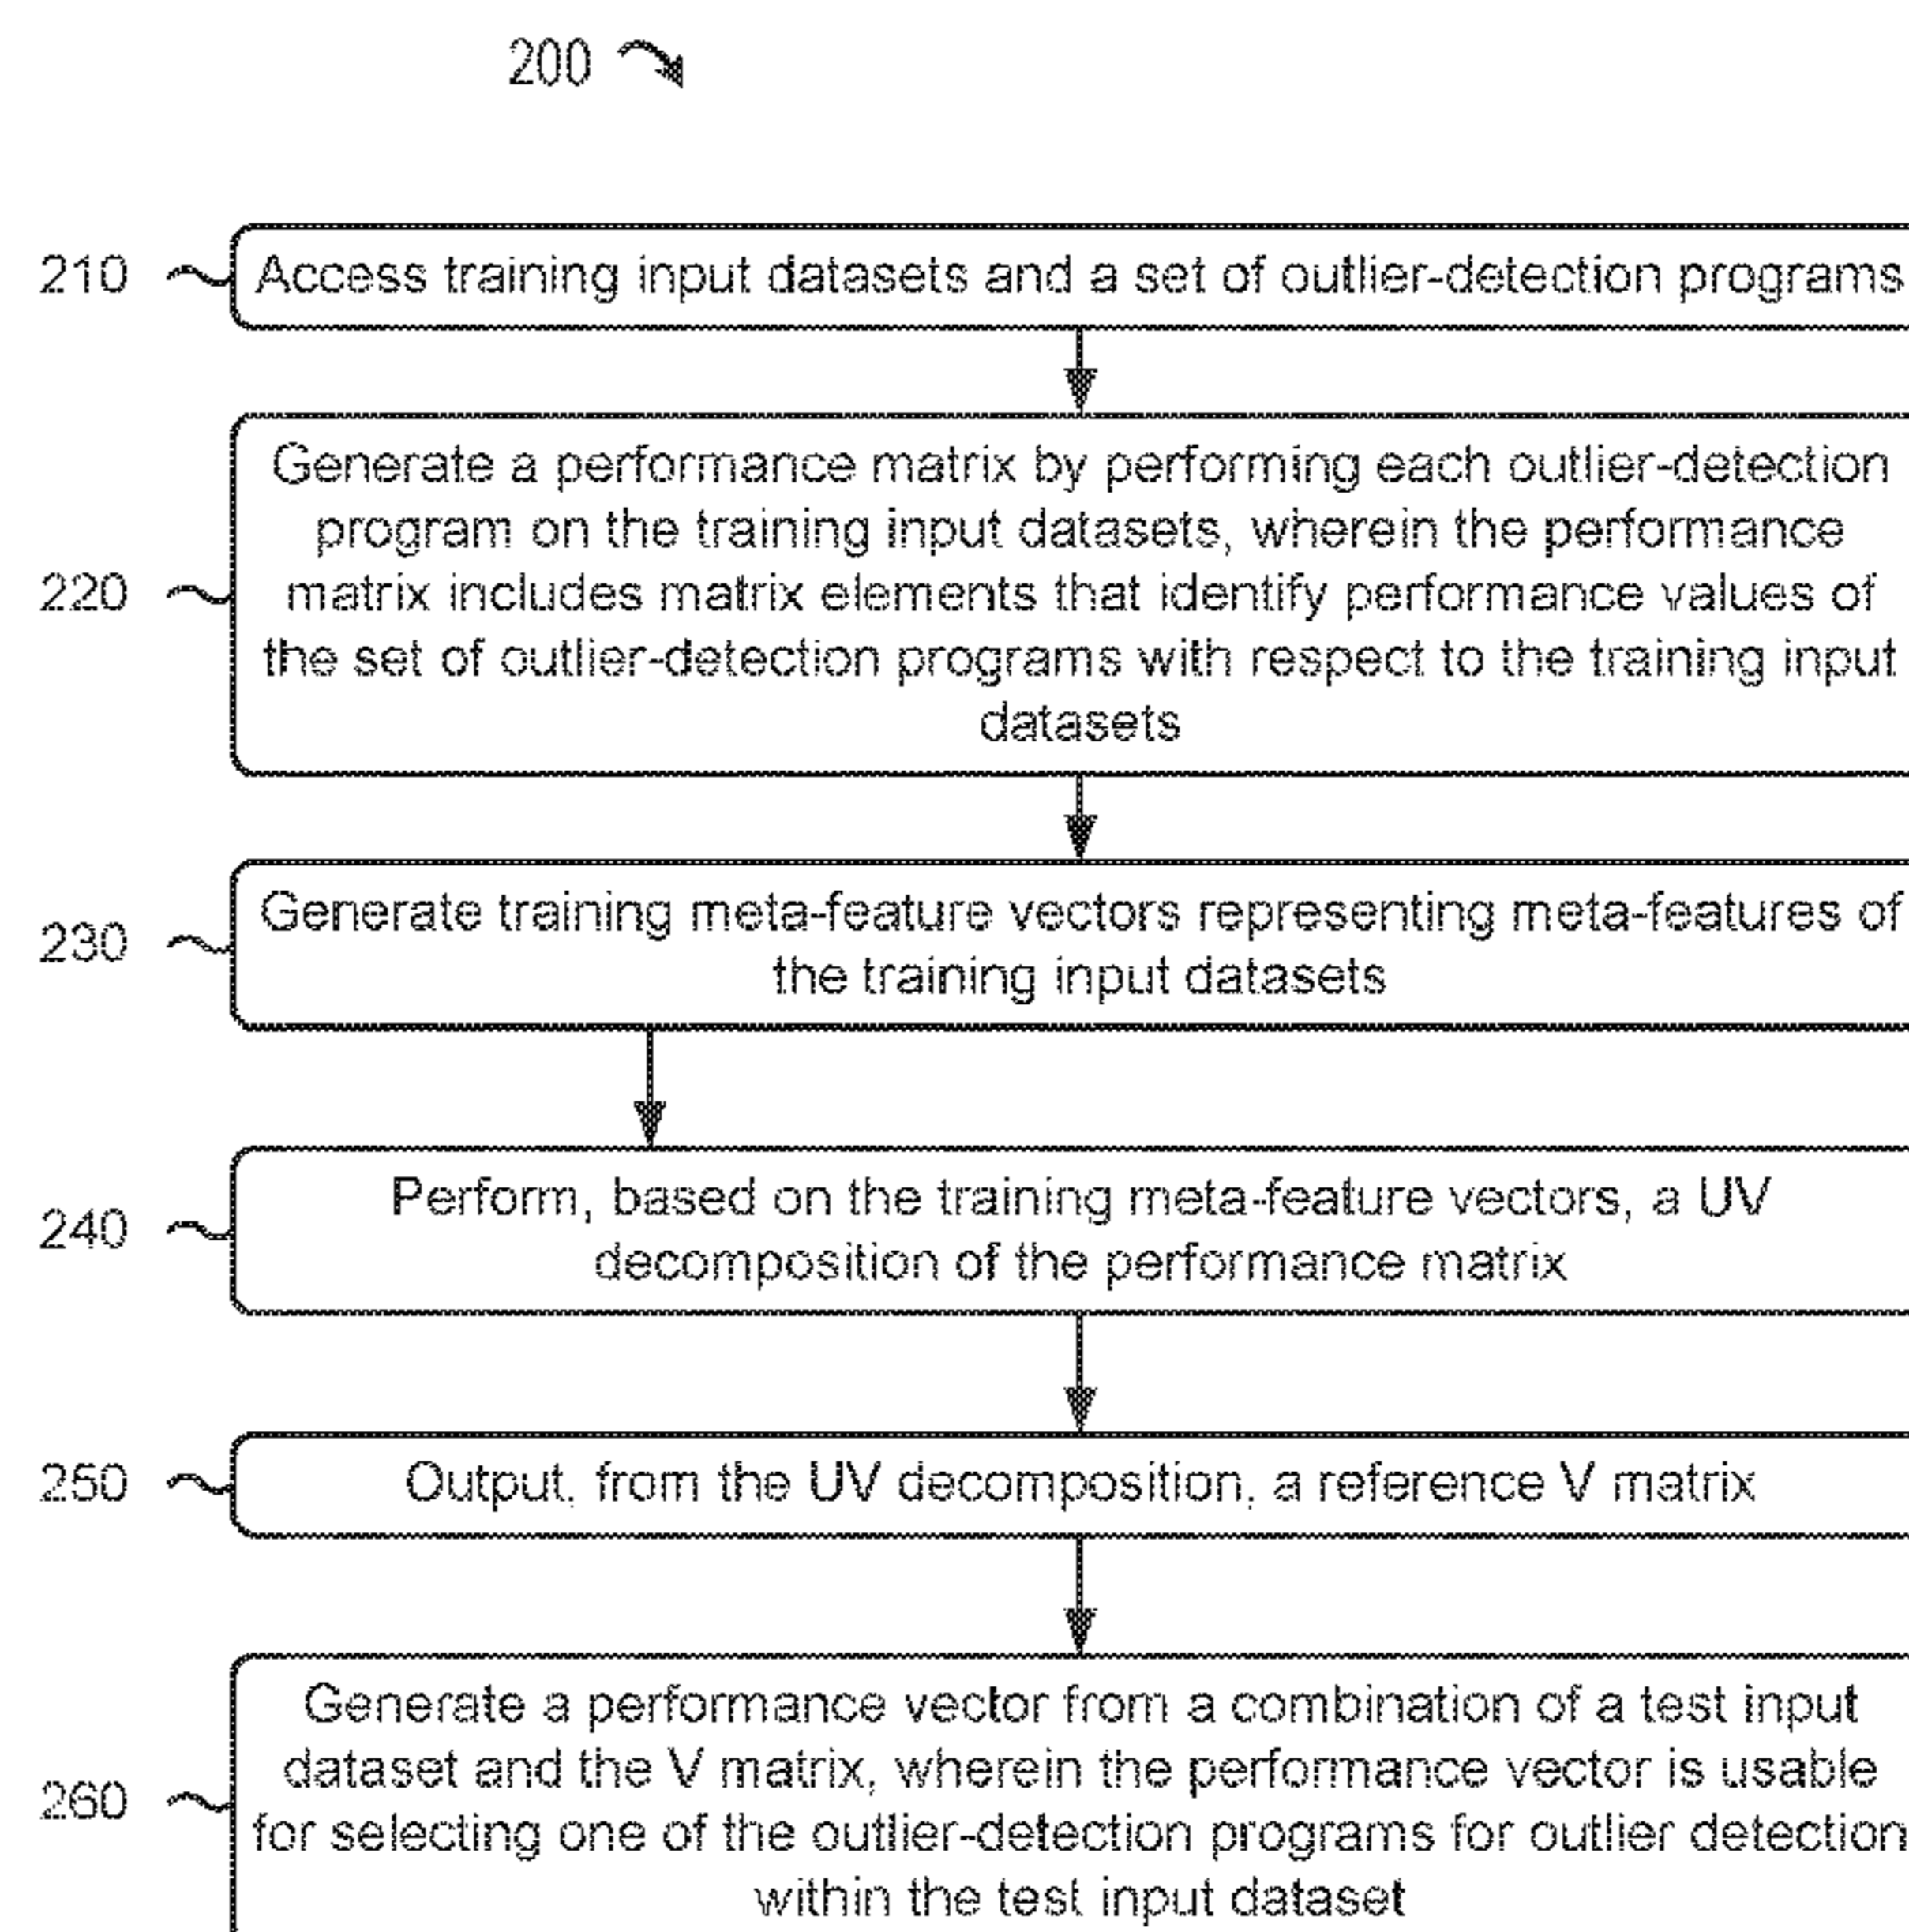 200
210 Access training input datasets and a set of outlier-detection programs
Generate a performance matrix by performing each outlier-detection
program on the training input datasets, wherein the performance
220 matrix includes matrix elements that identify performance values of
the set of outlier-detection programs with respect to the training input
datasets
230 Generate training meta-feature vectors representing meta-features of
the training input datasets
240 Perform, based on the training meta-feature vectors, a UV
decomposition of the performance matrix
250 Output, from the UV decomposition, a reference V matrix
Generate a performance vector from a combination of a test input
dataset and the V matrix, wherein the performance vector is usable
260 for selecting one of the outlier-detection programs for outlier detection
within the test input dataset